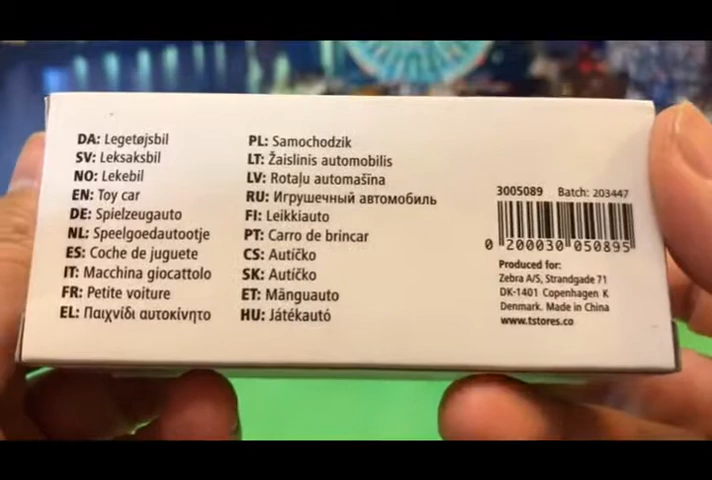 DA: Legetøjsbil
SV: Leksaksbil
NO: Lekebil
EN: Toy car
DE: Spielzeugauto
NL: Speelgoedautootje
ES: Coche de juguete
IT: Macchina giocattolo
FR: Petite voiture
EL: Παιχνίδι αυτοκίνητο
PL: Samochodzik
LT: Žaislinis automobilis
LV: Rotaļu automašīna
RU: Игрушечный автомобиль
FI: Leikkiauto
PT: Carro de brincar
CS: Autíčko
SK: Autíčko
ET: Mänguauto
HU: Játékautó
3005089 Batch: 203447
0 200030 050895
Produced for:
Zebra A/S, Strandgade 71
DK-1401 Copenhagen K
Denmark. Made in China
www.tstores.co